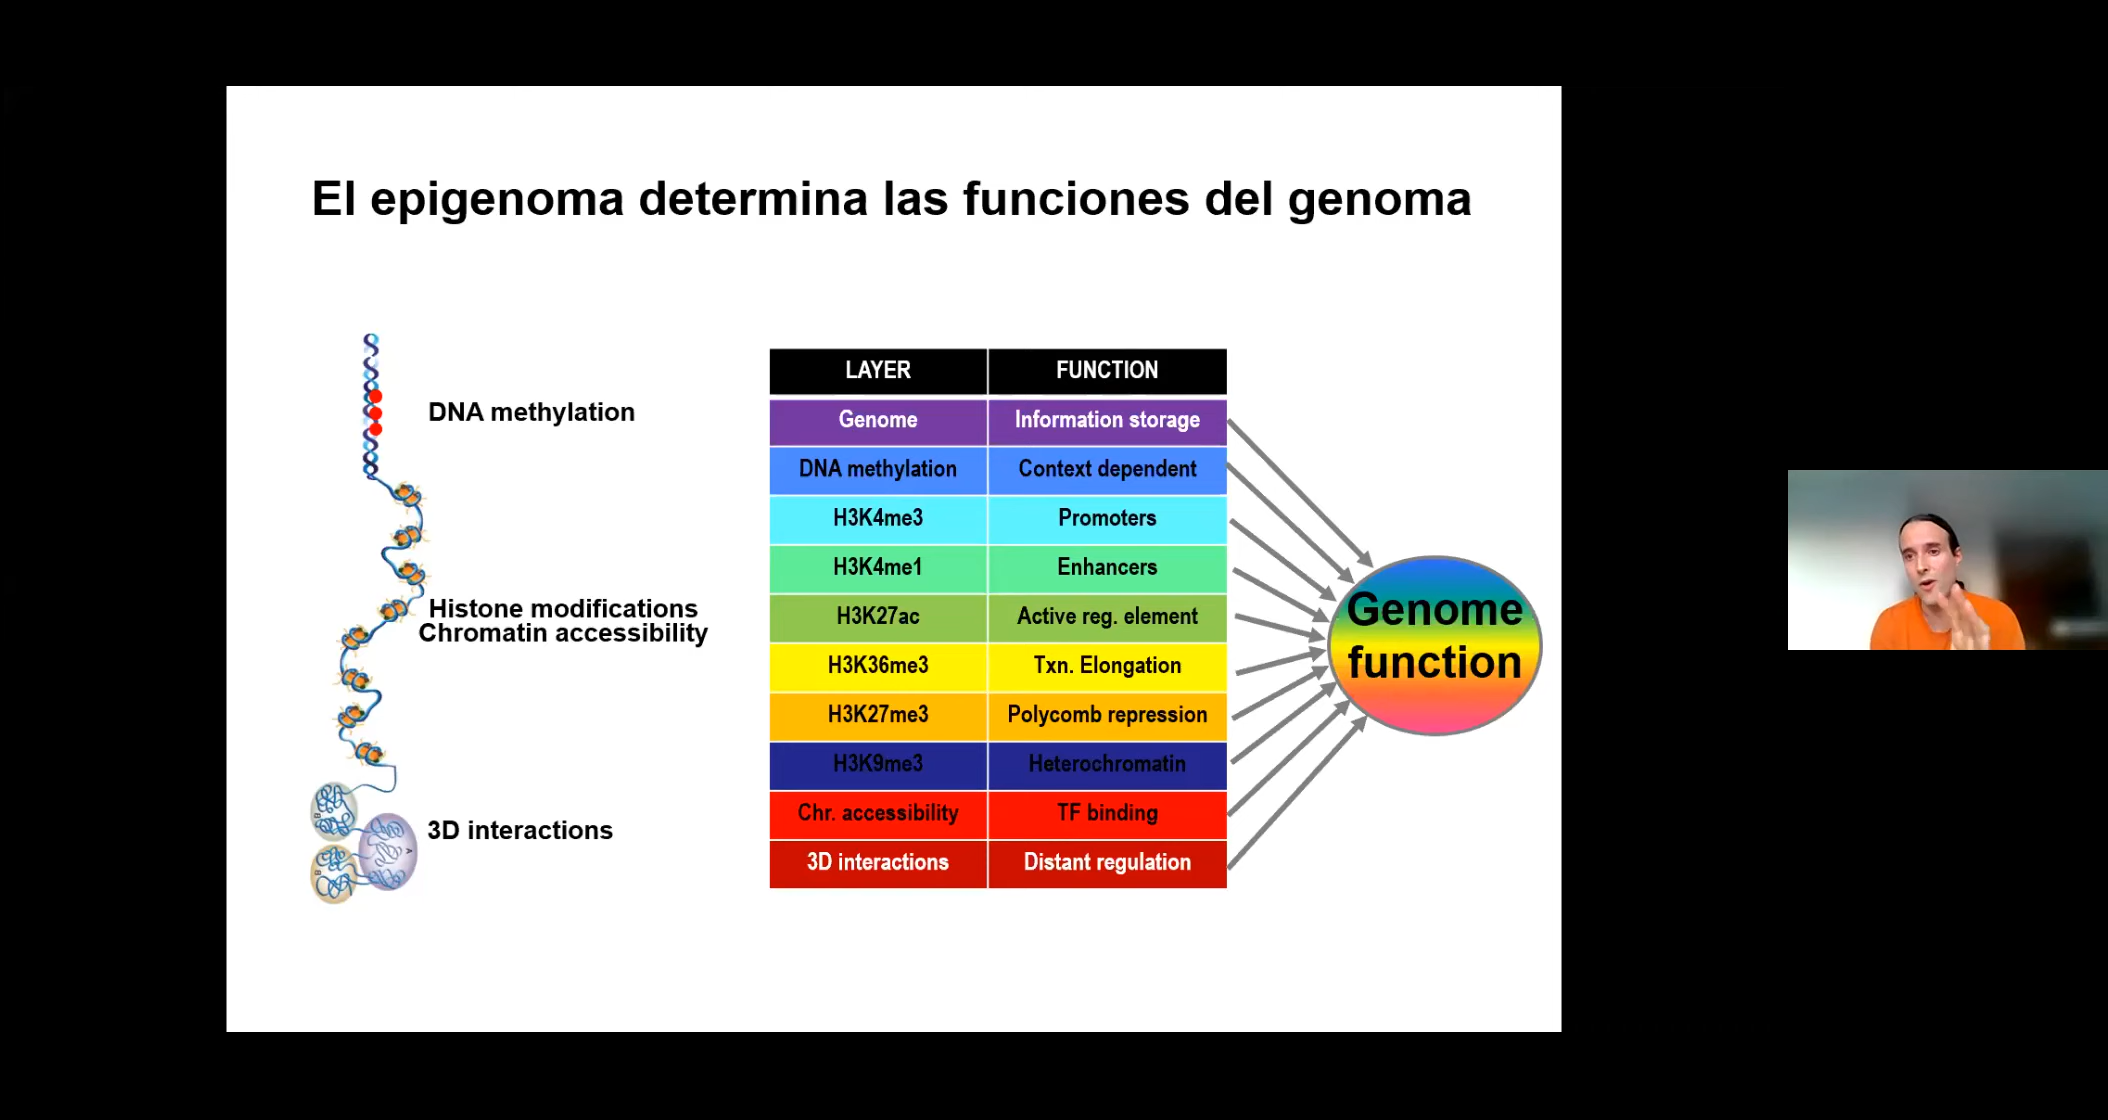 El epigenoma determina las funciones del genoma
DNA methylation
Histone modifications
Chromatin accessibility
3D interactions
B
A
B
LAYER FUNCTION
Genome Information storage
DNA methylation Context dependent
H3K4me3 Promoters
H3K4me1 Enhancers
H3K27ac Active reg. element
H3K36me3 Txn. Elongation
H3K27me3 Polycomb repression
H3K9me3 Heterochromatin
Chr. accessibility TF binding
3D interactions Distant regulation
Genome
function